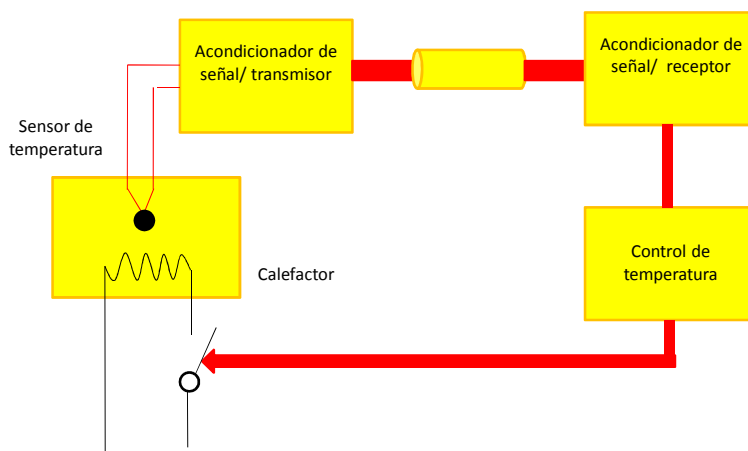 Acondicionador de
señal/ transmisor
Acondicionador de
señal/ receptor
Sensor de
temperatura
Control de
temperatura
Calefactor